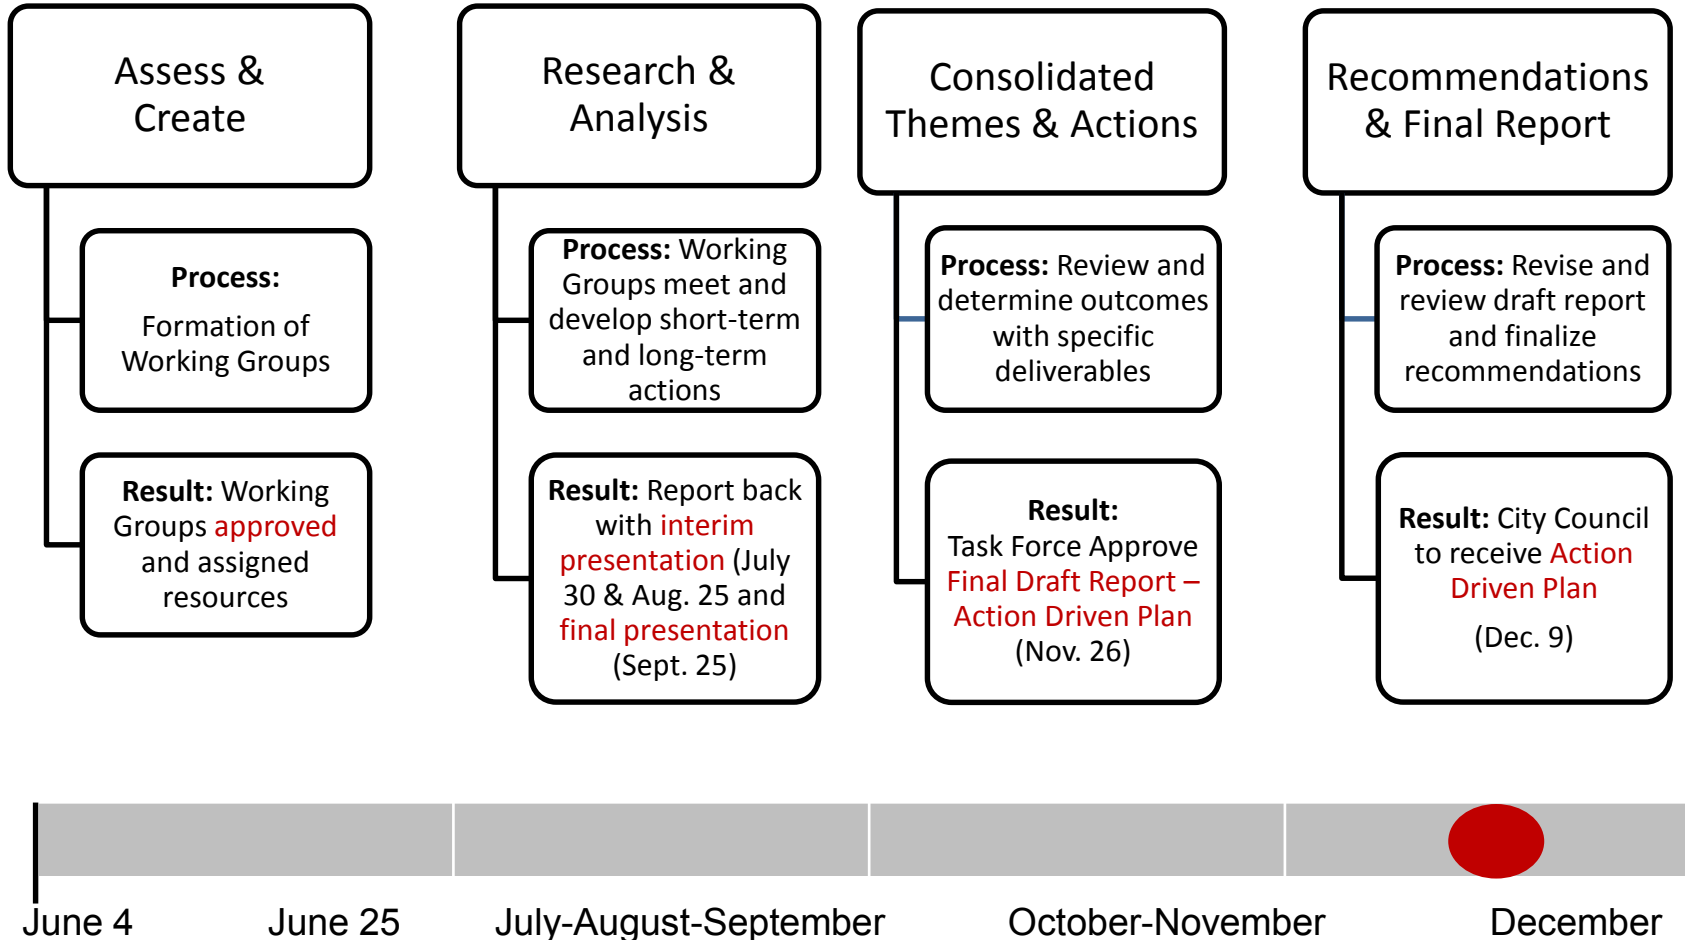 Assess &
Create
Process:
Formation of
Working Groups
Result: Working
Groups approved
and assigned
resources
Research &
Analysis
Process: Working
Groups meet and
develop short-term
and long-term
actions
Result: Report back
with interim
presentation (July
30 & Aug. 25 and
final presentation
(Sept. 25)
Consolidated
Themes & Actions
Process: Review and
determine outcomes
with specific
deliverables
Result:
Task Force Approve
Final Draft Report –
Action Driven Plan
(Nov. 26)
Recommendations
& Final Report
Process: Revise and
review draft report
and finalize
recommendations
Result: City Council
to receive Action
Driven Plan
(Dec. 9)
June 4 June 25 July-August-September October-November December